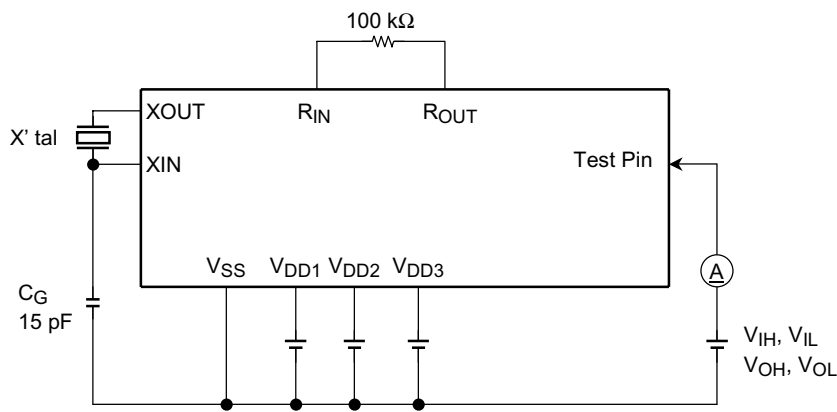 100 kΩ
XOUT
RIN
ROUT
X' tal
XIN
Test Pin
VSS
VDD1
VDD2
VDD3
A
CG
15 pF
VIH, VIL
VOH, VOL